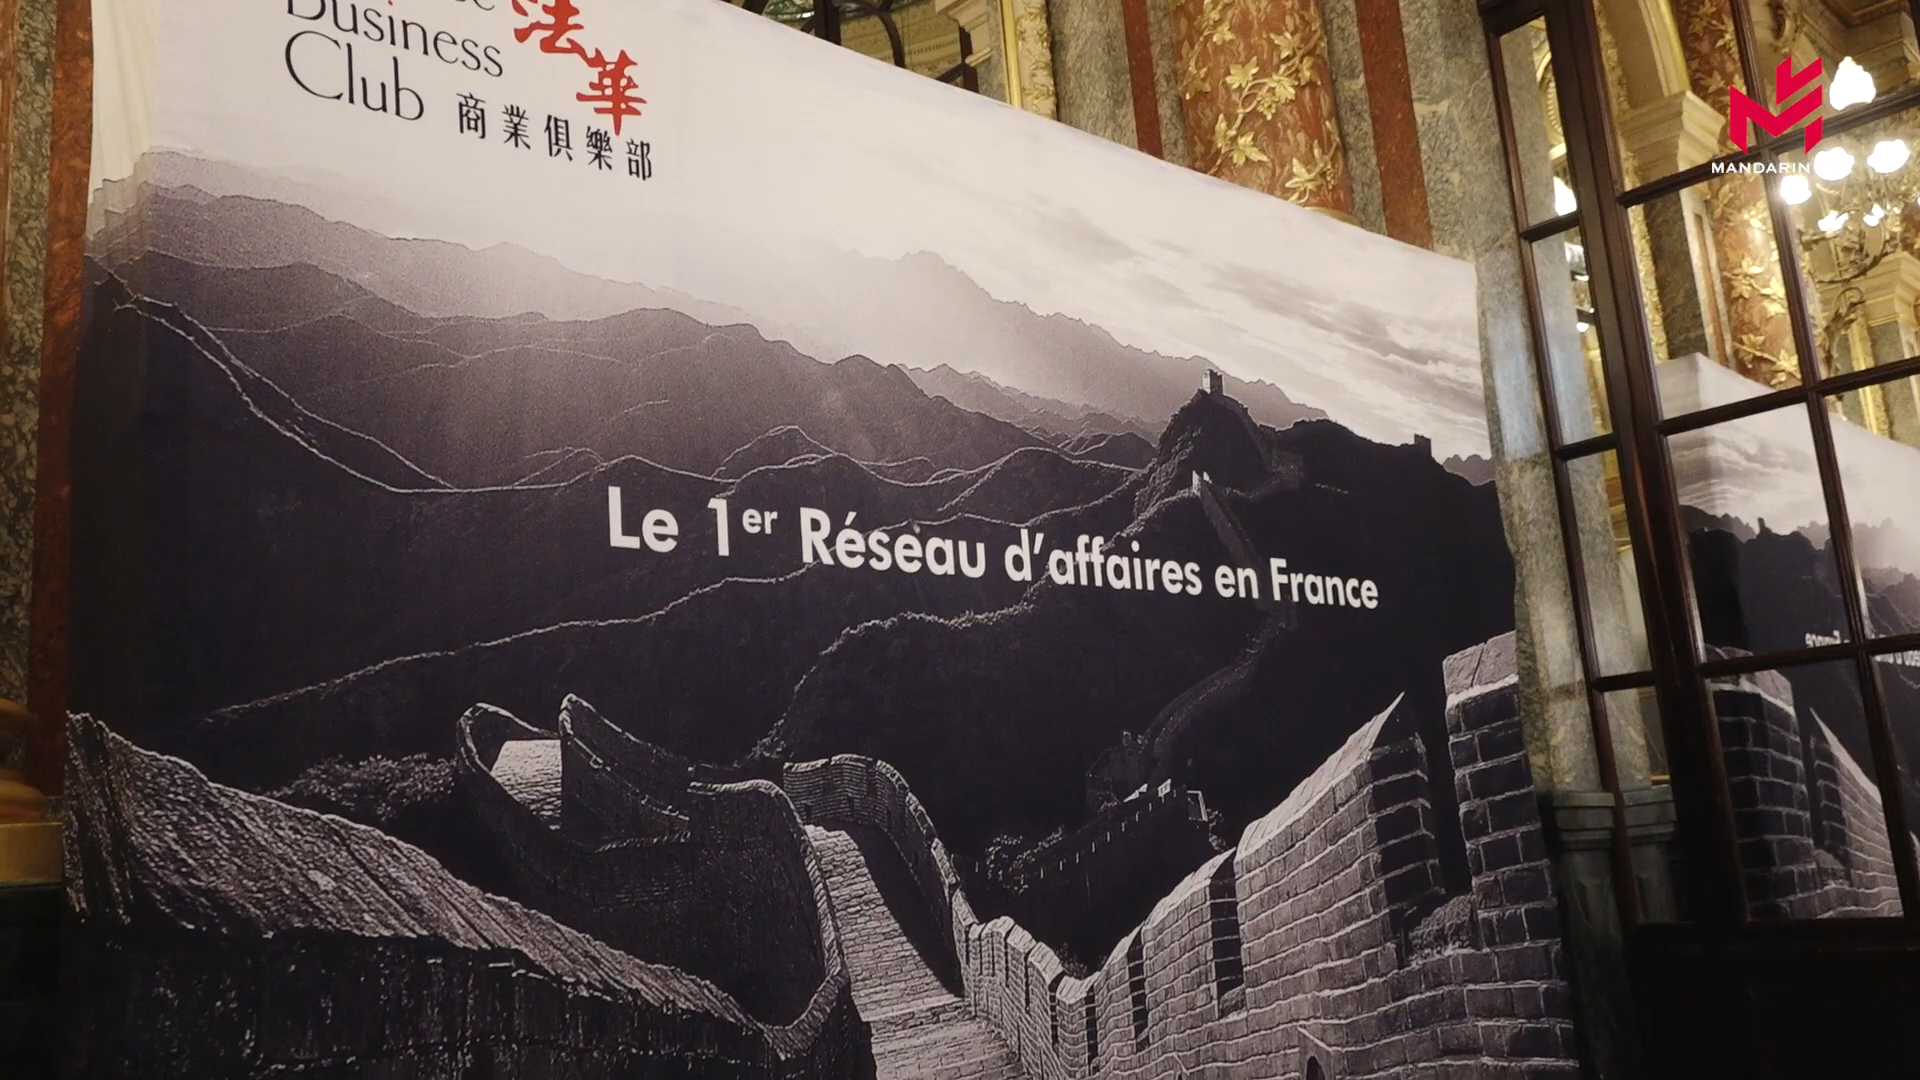 Business
Club
法華
商業俱樂部
Le 1er Réseau d'affaires en France
MANDARIN